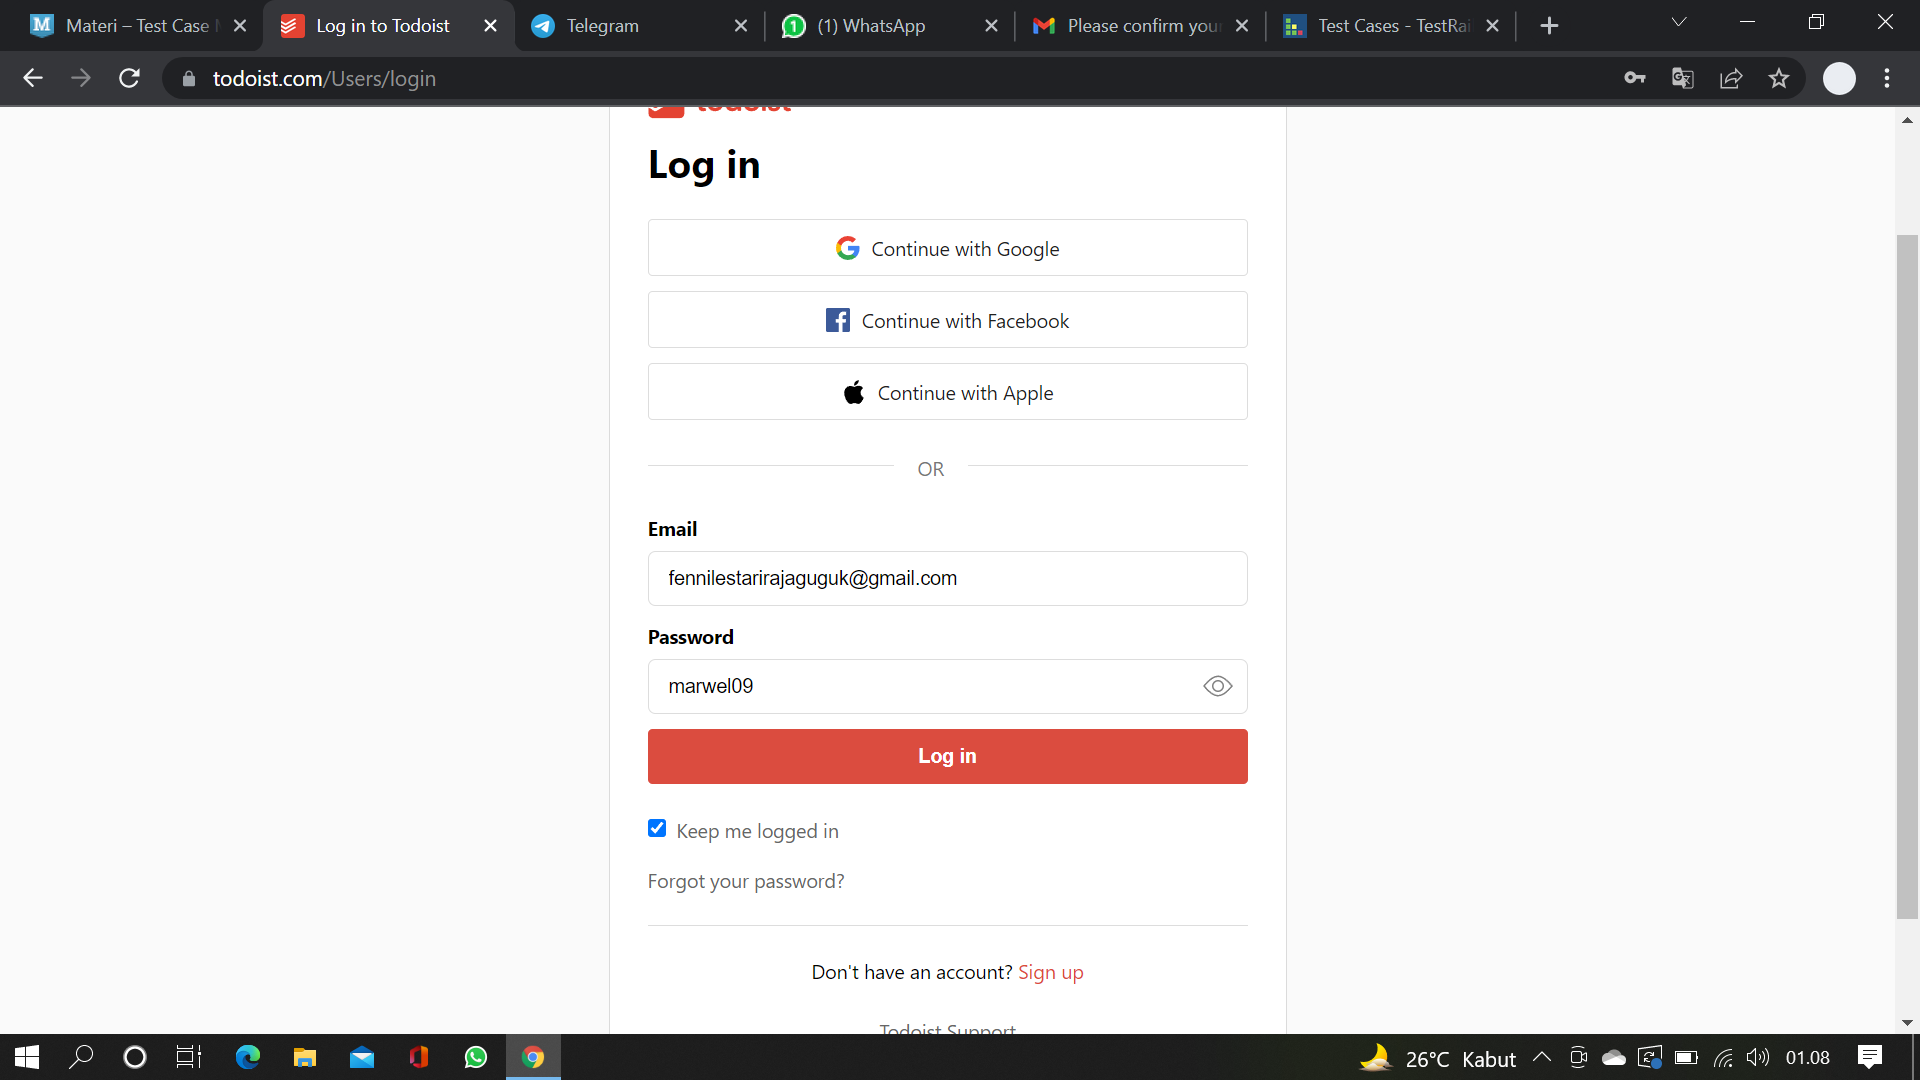 Materi – Test Case
Log in to Todoist
Telegram
(1) WhatsApp
Please confirm your
Test Cases - TestRai
todoist.com/Users/login
todoist
Log in
Continue with Google
Continue with Facebook
Continue with Apple
OR
Email
fennilestarirajaguguk@gmail.com
Password
marwel09
Log in
Keep me logged in
Forgot your password?
Don't have an account? Sign up
Todoist Support
26°C Kabut
01.08